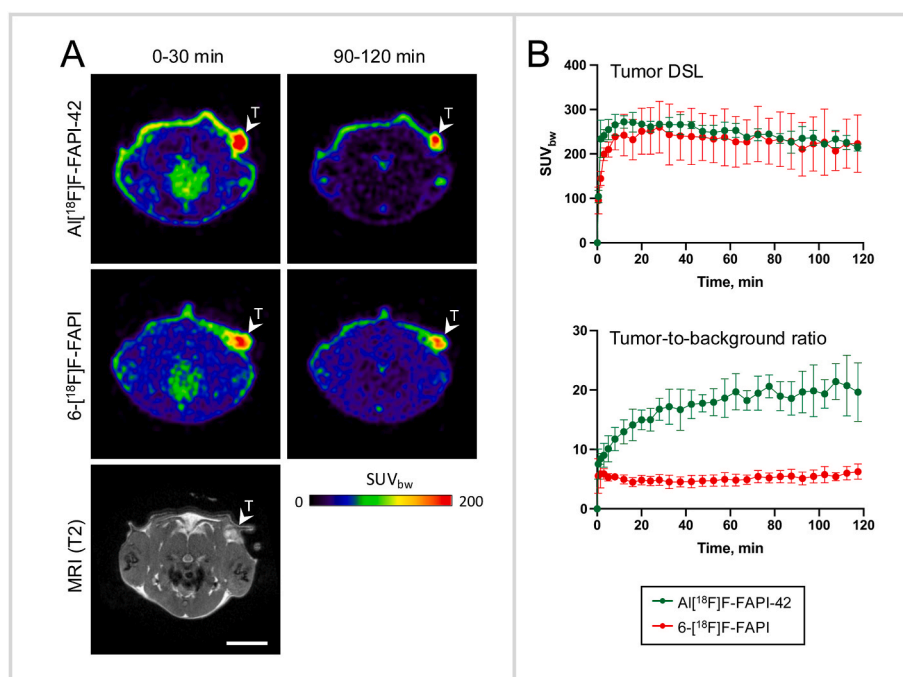 A
0-30 min
90-120 min
Al[¹⁸F]F-FAPI-42
T
T
6-[¹⁸F]F-FAPI
T
T
SUVbw
0
200
MRI (T2)
T
B
Tumor DSL
SUVbw
400
300
200
100
0
0 20 40 60 80 100 120
Time, min
Tumor-to-background ratio
30
20
10
0
0 20 40 60 80 100 120
Time, min
Al[¹⁸F]F-FAPI-42
6-[¹⁸F]F-FAPI